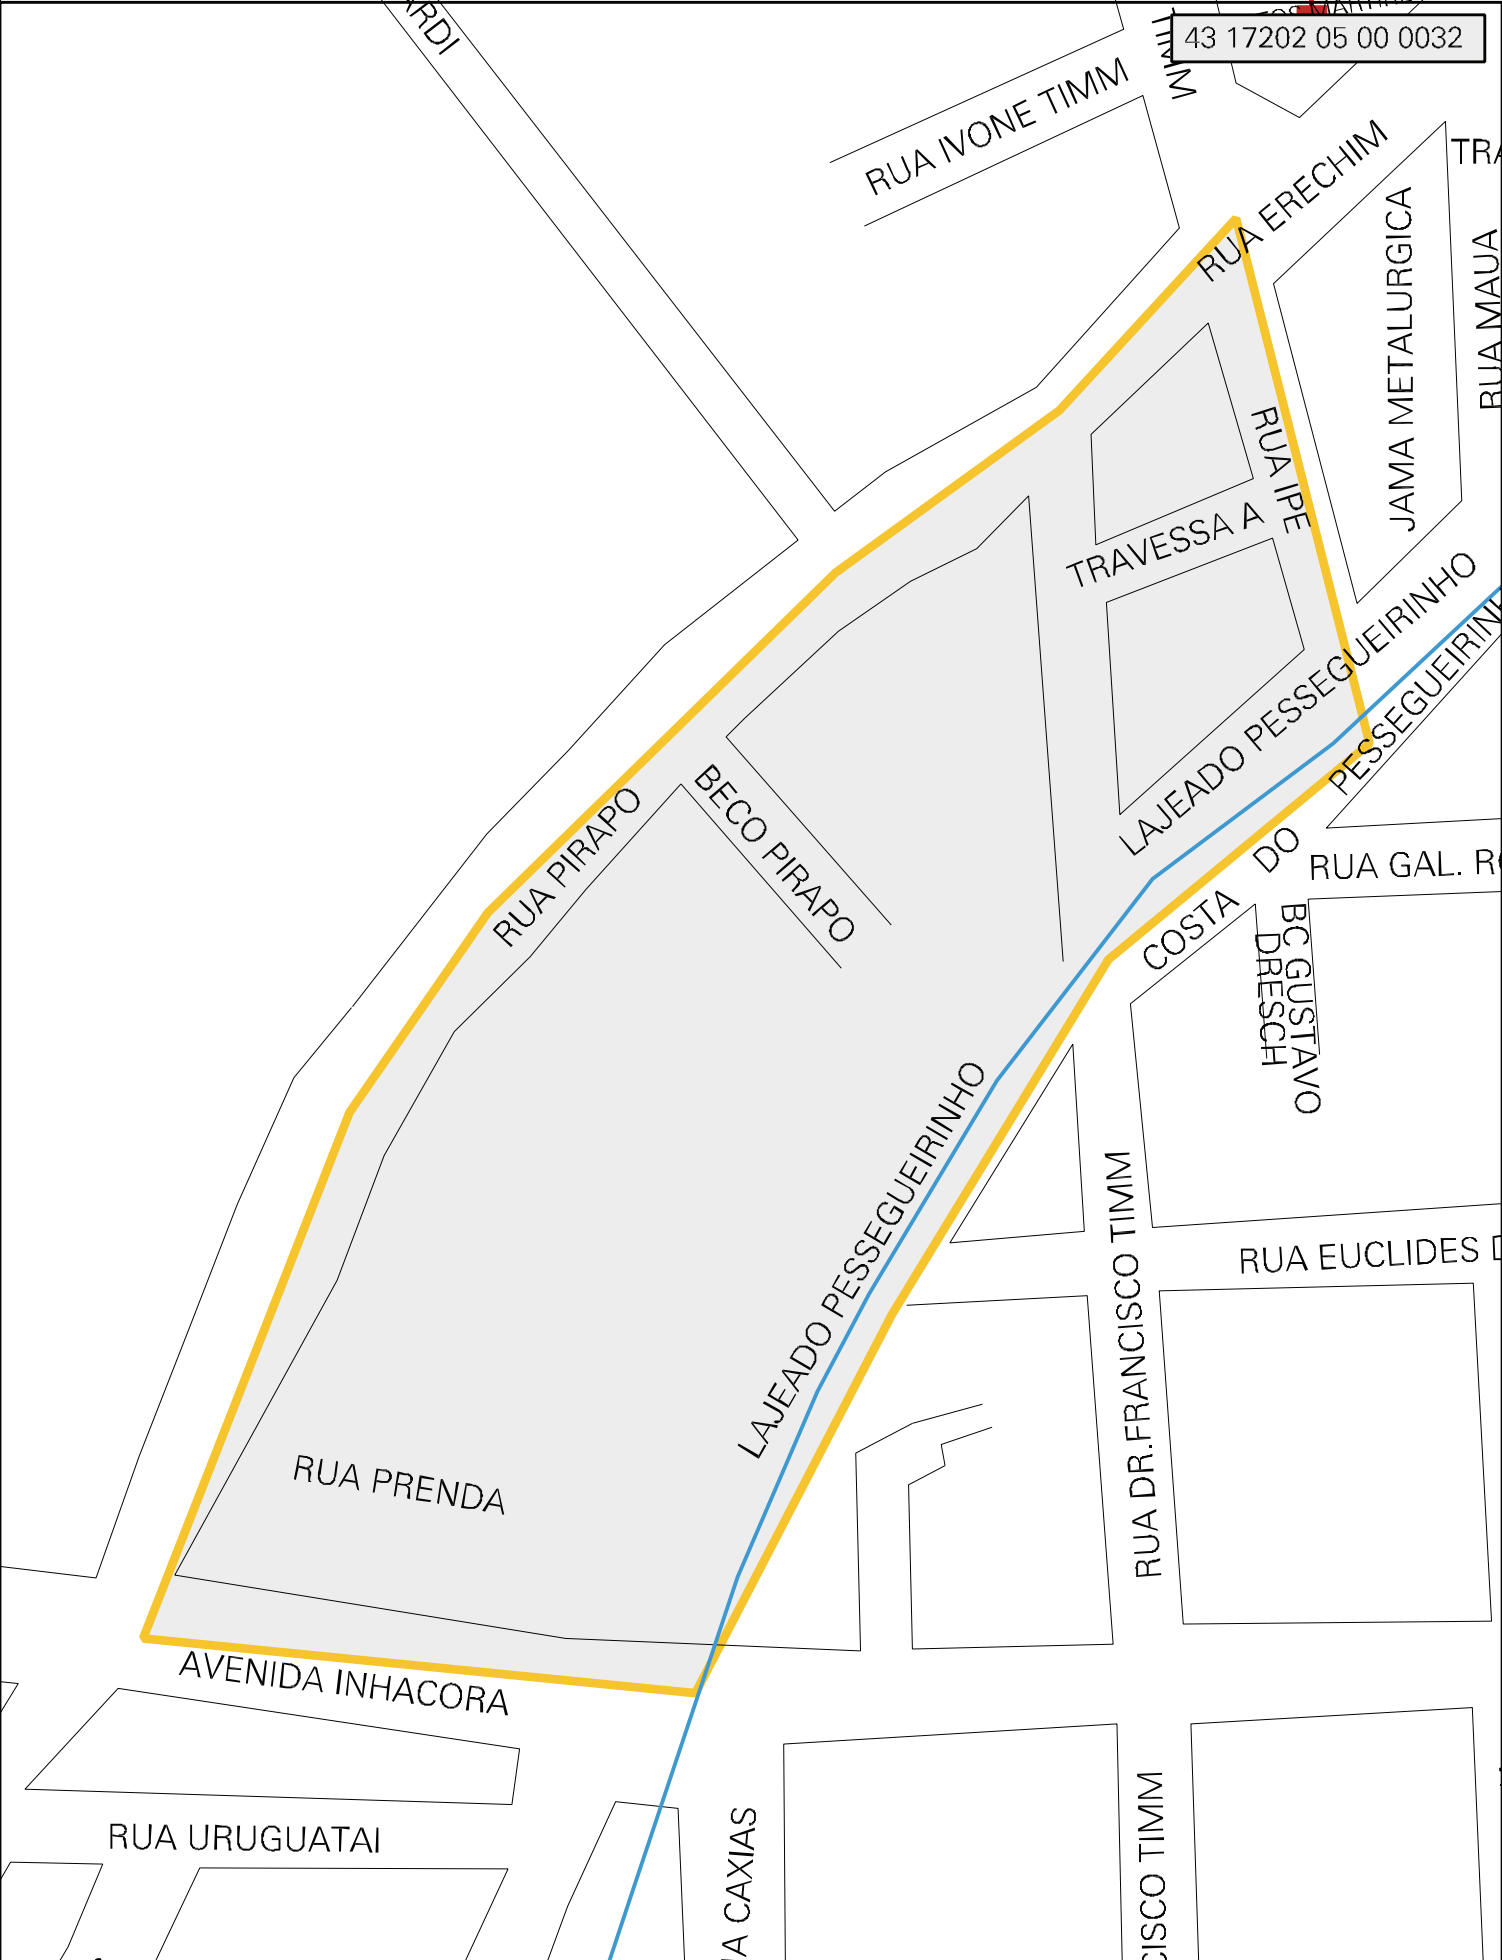 43 17202 05 00 0032
RUA IVONE TIMM
TIMM
RUA ERECHIM
JAMA METALURGICA
RUA MAUA
RUA IPE
TRAVESSA A
LAJEADO PESSEGUEIRINHO
RUA PIRAPO
BECO PIRAPO
COSTA DO
RUA GAL.
BC GUSTAVO
DRESCH
LAJEADO PESSEGUEIRINHO
RUA DR.FRANCISCO TIMM
RUA EUCLIDES
RUA PRENDA
AVENIDA INHACORA
RUA URUGUATAI
CAXIAS
TIMM